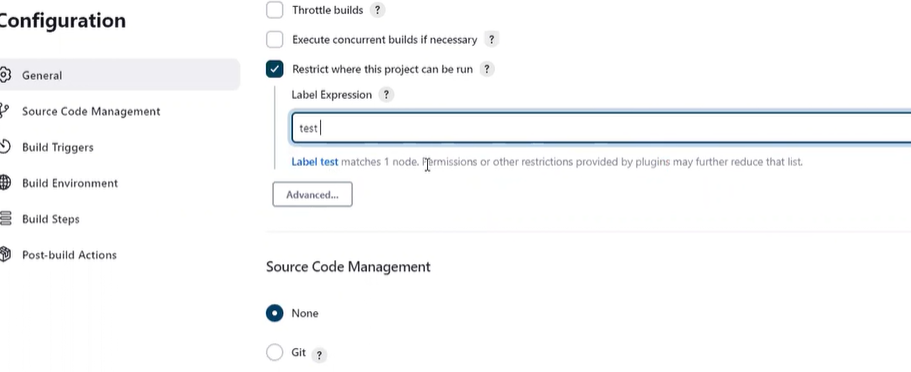 Configuration
General
Source Code Management
Build Triggers
Build Environment
Build Steps
Post-build Actions
Throttle builds ?
Execute concurrent builds if necessary ?
Restrict where this project can be run ?
Label Expression ?
test
Label test matches 1 node. Permissions or other restrictions provided by plugins may further reduce that list.
Advanced...
Source Code Management
None
Git ?